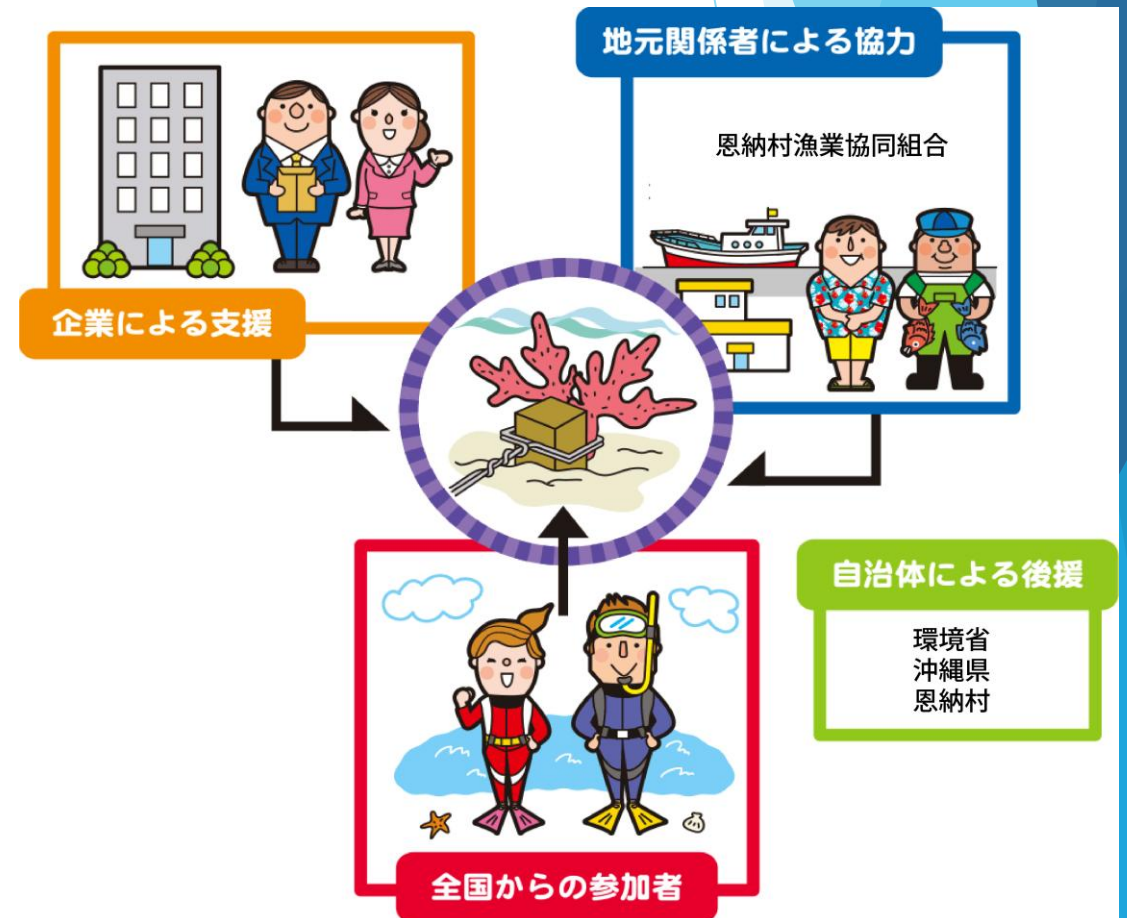 地元関係者による協力
恩納村漁業協同組合
企業による支援
自治体による後援
環境省
沖縄県
恩納村
全国からの参加者